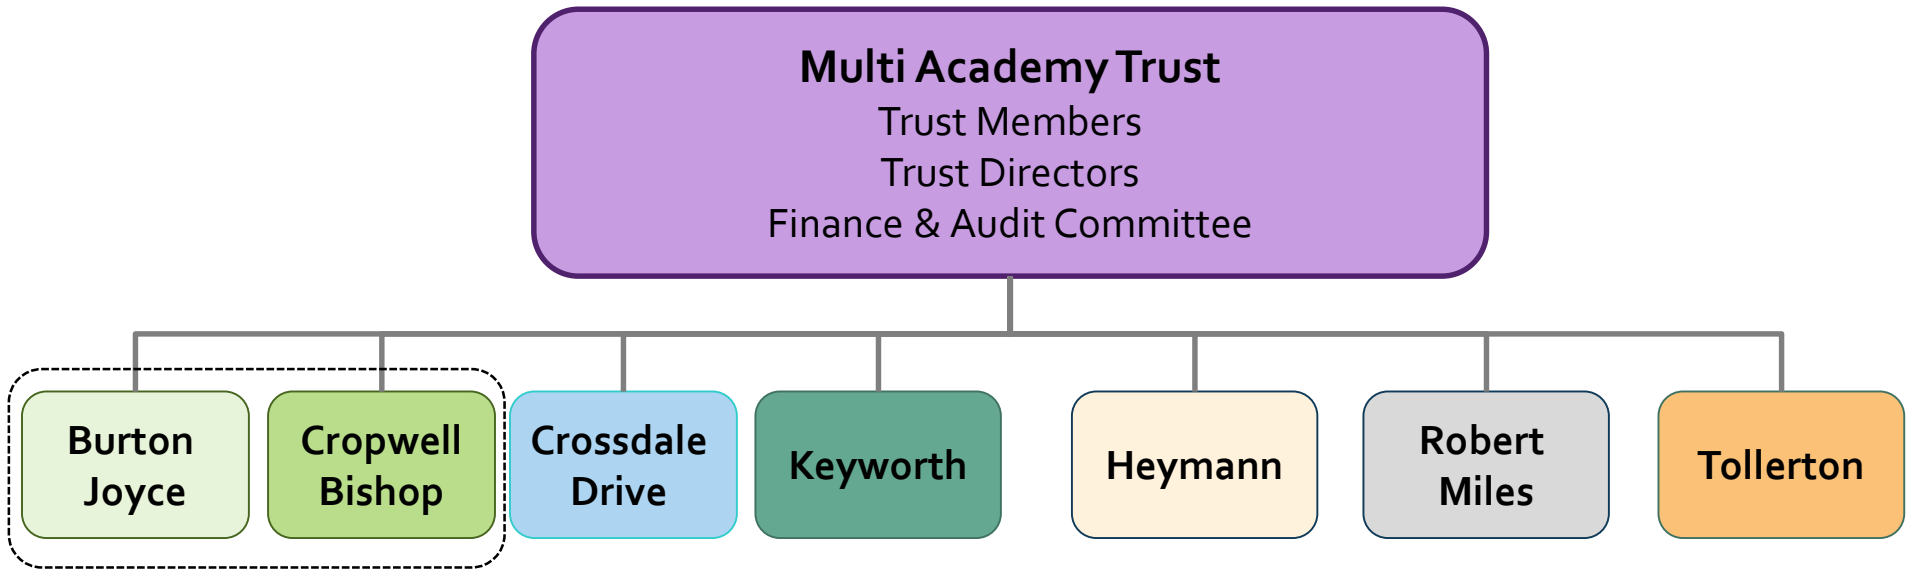 Multi Academy Trust
Trust Members
Trust Directors
Finance & Audit Committee
Burton
Joyce
Cropwell
Bishop
Crossdale
Drive
Keyworth
Heymann
Robert
Miles
Tollerton